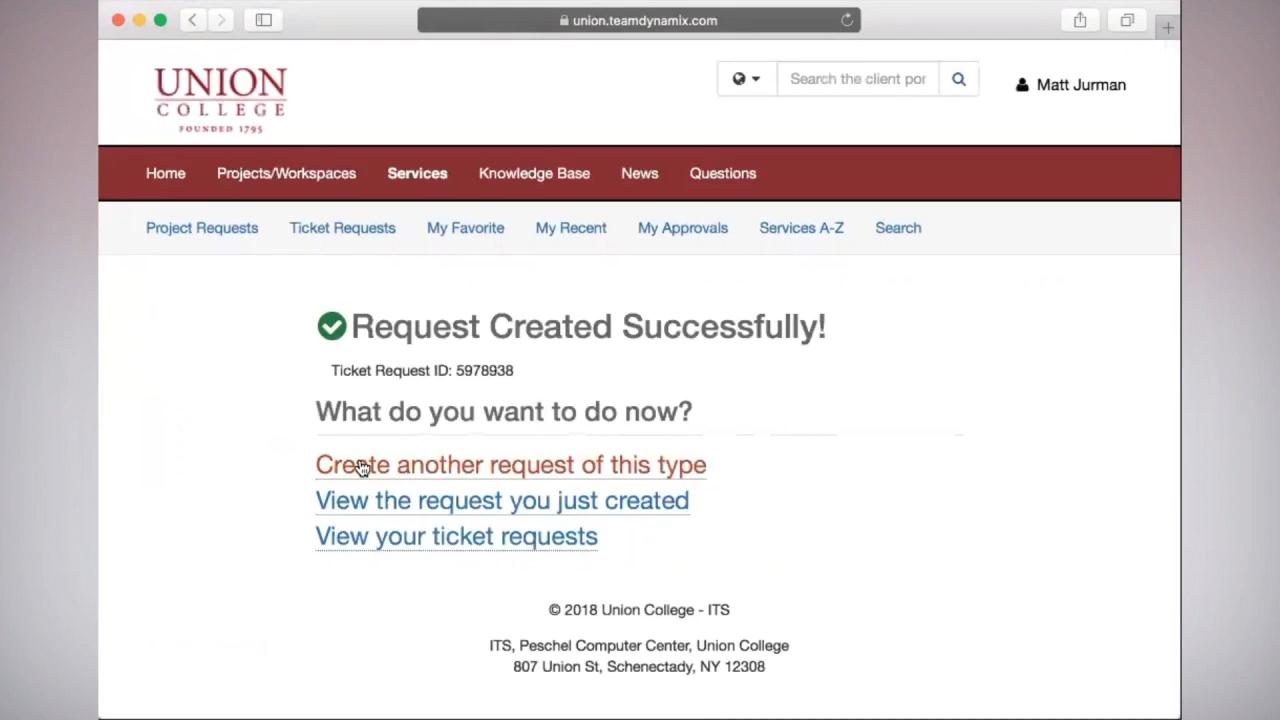 union.teamdynamix.com
UNION
COLLEGE
FOUNDED 1795
Search the client por
Matt Jurman
Home Projects/Workspaces Services Knowledge Base News Questions
Project Requests Ticket Requests My Favorite My Recent My Approvals Services A-Z Search
Request Created Successfully!
Ticket Request ID: 5978938
What do you want to do now?
Create another request of this type
View the request you just created
View your ticket requests
© 2018 Union College - ITS
ITS, Peschel Computer Center, Union College
807 Union St, Schenectady, NY 12308